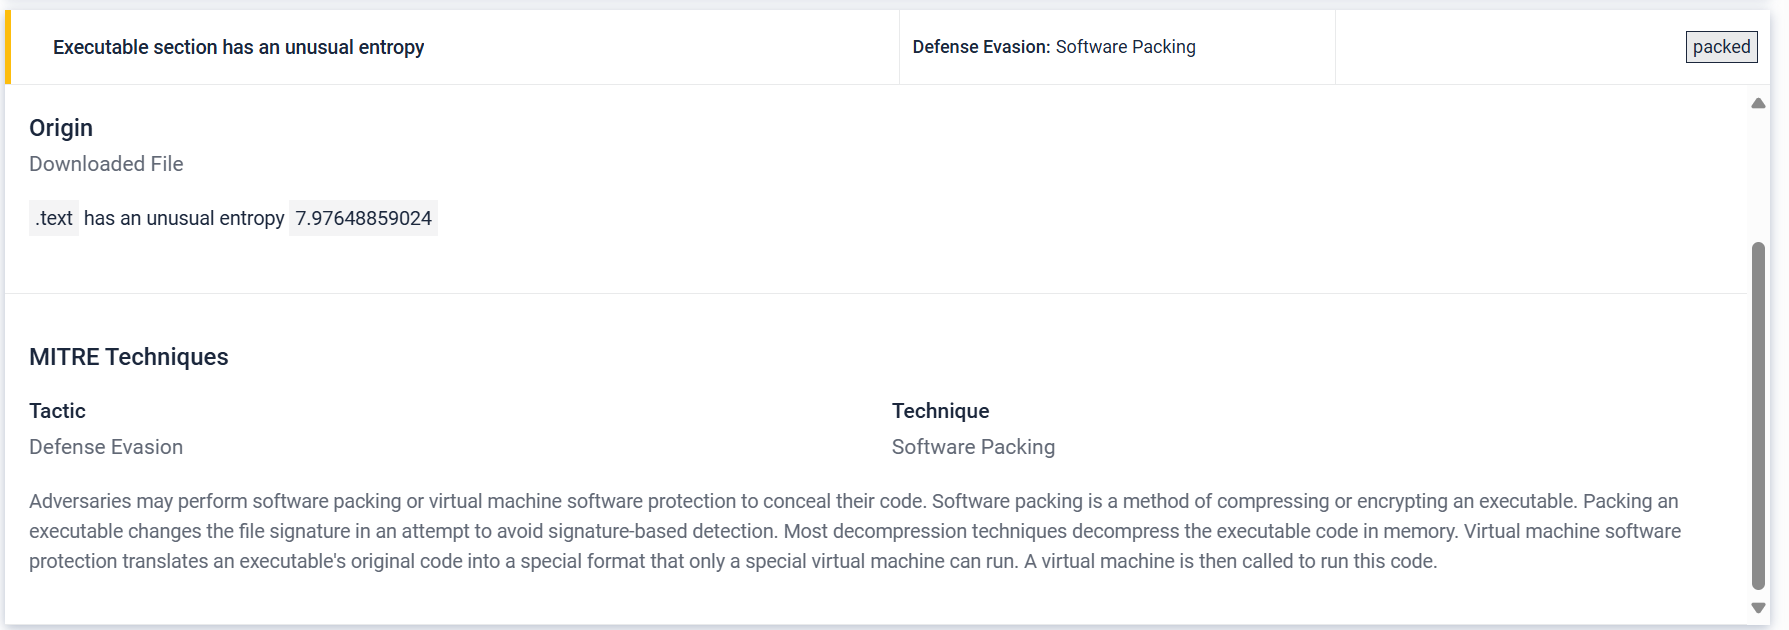 Executable section has an unusual entropy
Defense Evasion: Software Packing
packed
Origin
Downloaded File
.text has an unusual entropy 7.97648859024
MITRE Techniques
Tactic
Technique
Defense Evasion
Software Packing
Adversaries may perform software packing or virtual machine software protection to conceal their code. Software packing is a method of compressing or encrypting an executable. Packing an
executable changes the file signature in an attempt to avoid signature-based detection. Most decompression techniques decompress the executable code in memory. Virtual machine software
protection translates an executable's original code into a special format that only a special virtual machine can run. A virtual machine is then called to run this code.